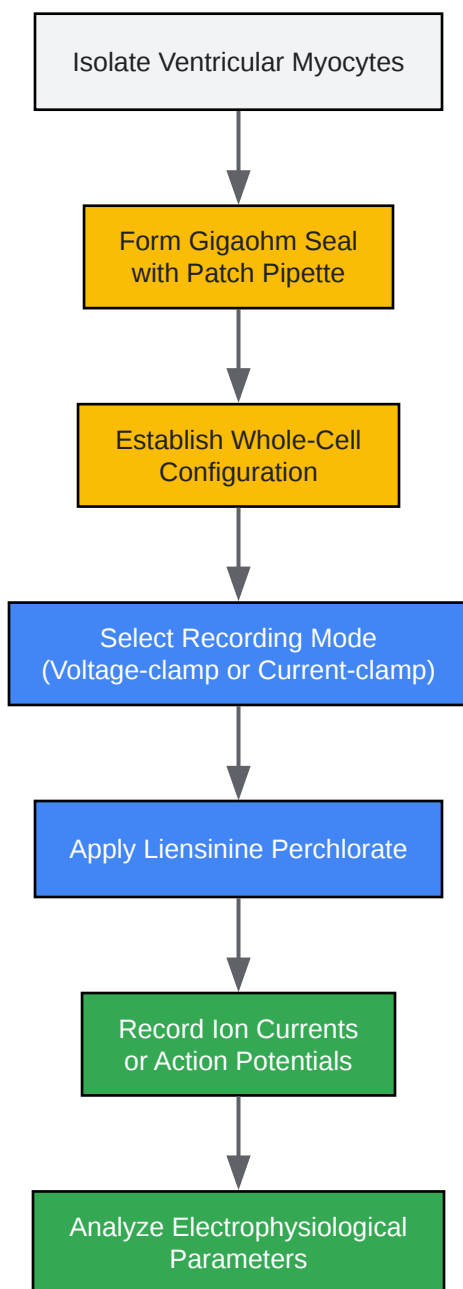 Isolate Ventricular Myocytes
Form Gigaohm Seal
with Patch Pipette
Establish Whole-Cell
Configuration
Select Recording Mode
(Voltage-clamp or Current-clamp)
Apply Liensinine Perchlorate
Record Ion Currents
or Action Potentials
Analyze Electrophysiological
Parameters